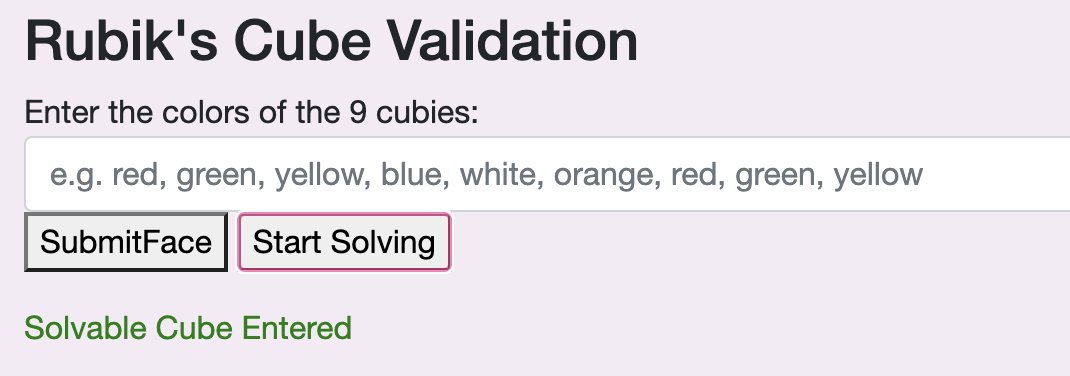 Rubik's Cube Validation
Enter the colors of the 9 cubies:
e.g. red, green, yellow, blue, white, orange, red, green, yellow
SubmitFace Start Solving
Solvable Cube Entered